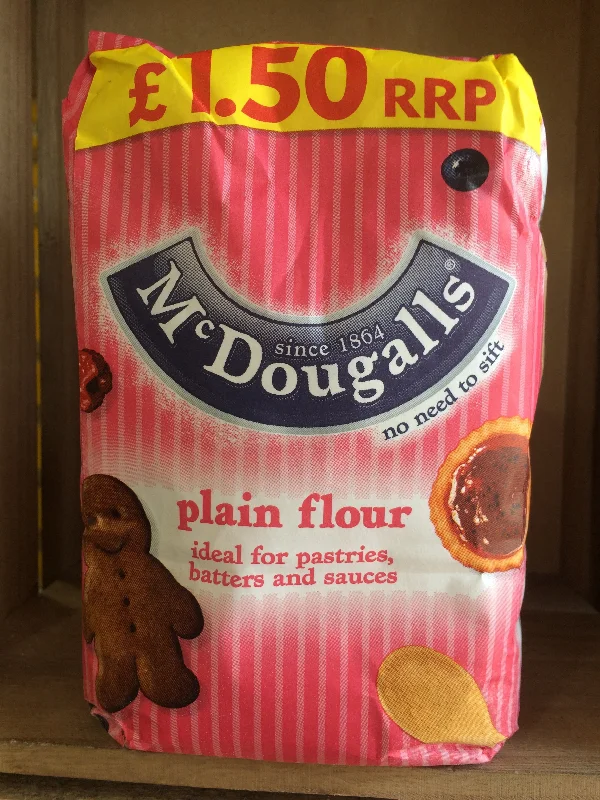 £1.50 RRP
McDougalls®
since 1864
no need to sift
plain flour
ideal for pastries,
batters and sauces